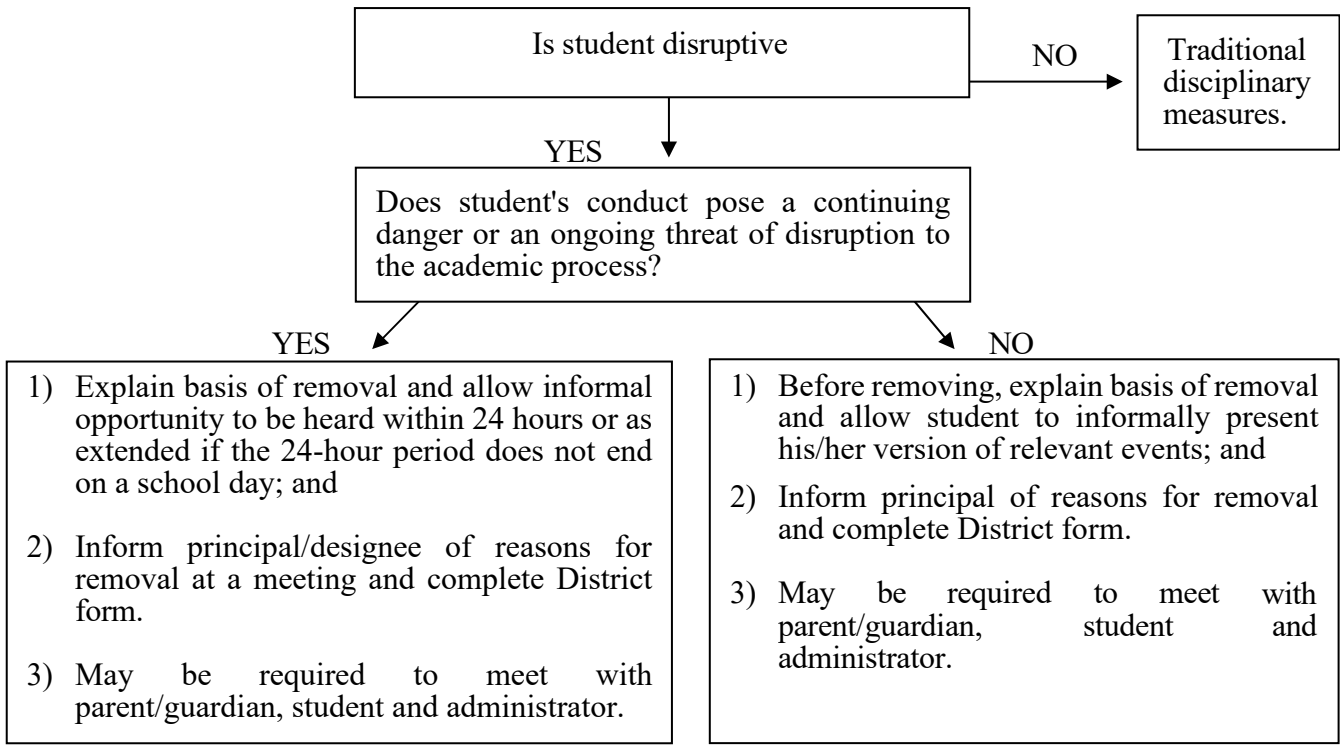 Is student disruptive
NO
Traditional
disciplinary
measures.
YES
Does student's conduct pose a continuing
danger or an ongoing threat of disruption to
the academic process?
YES
NO
1) Explain basis of removal and allow informal
opportunity to be heard within 24 hours or as
extended if the 24-hour period does not end
on a school day; and
2) Inform principal/designee of reasons for
removal at a meeting and complete District
form.
3) May be required to meet with
parent/guardian, student and administrator.
1) Before removing, explain basis of removal
and allow student to informally present
his/her version of relevant events; and
2) Inform principal of reasons for removal
and complete District form.
3) May be required to meet with
parent/guardian, student and
administrator.